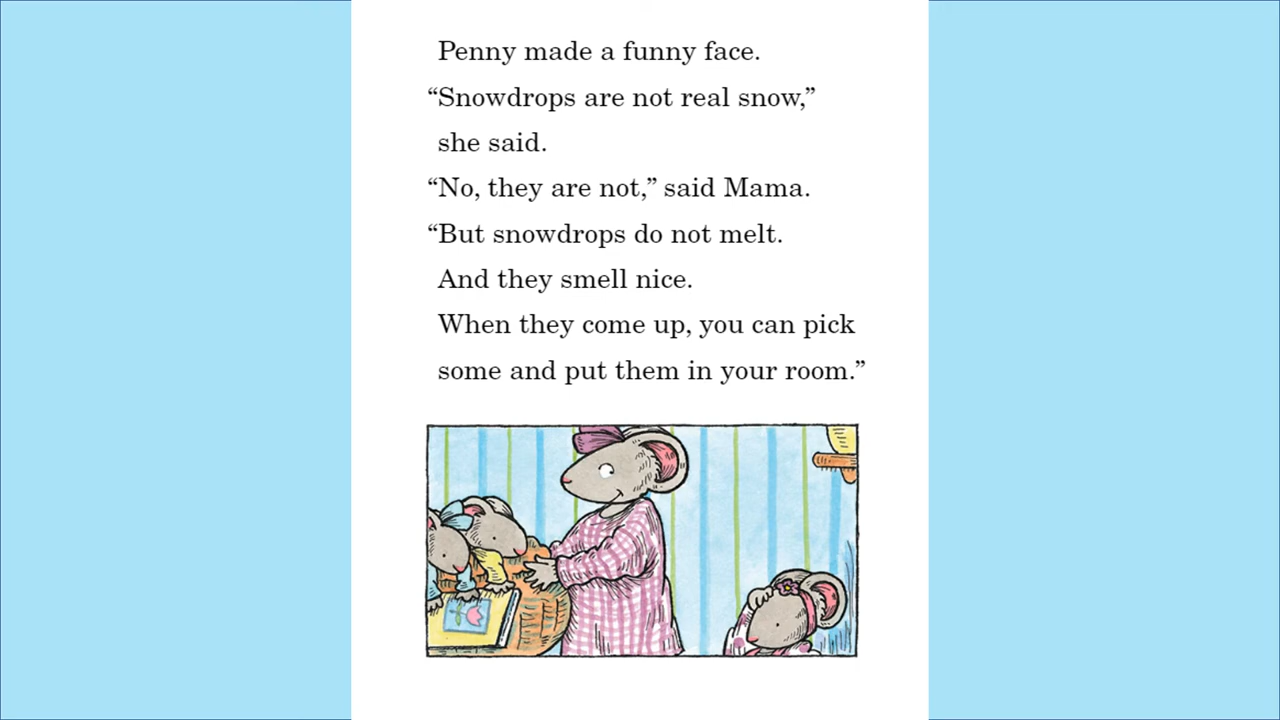 Penny made a funny face.
“Snowdrops are not real snow,”
she said.
“No, they are not,” said Mama.
“But snowdrops do not melt.
And they smell nice.
When they come up, you can pick
some and put them in your room.”